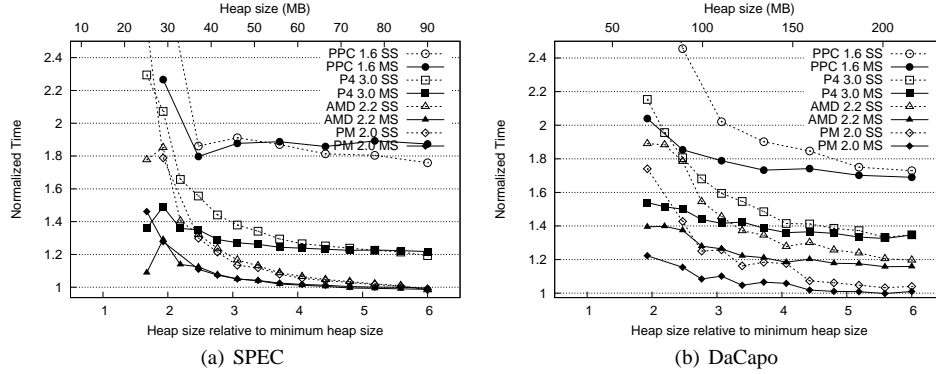 Heap size (MB)
10 20 30 40 50 60 70 80 90
2.4
2.2
2
1.8
1.6
1.4
1.2
1
Normalized Time
PPC 1.6 SS
PPC 1.6 MS
P4 3.0 SS
P4 3.0 MS
AMD 2.2 SS
AMD 2.2 MS
PM 2.0 SS
PM 2.0 MS
1 2 3 4 5 6
Heap size relative to minimum heap size
(a) SPEC
Heap size (MB)
50 100 150 200
2.4
2.2
2
1.8
1.6
1.4
1.2
1
Normalized Time
PPC 1.6 SS
PPC 1.6 MS
P4 3.0 SS
P4 3.0 MS
AMD 2.2 SS
AMD 2.2 MS
PM 2.0 SS
PM 2.0 MS
1 2 3 4 5 6
Heap size relative to minimum heap size
(b) DaCapo